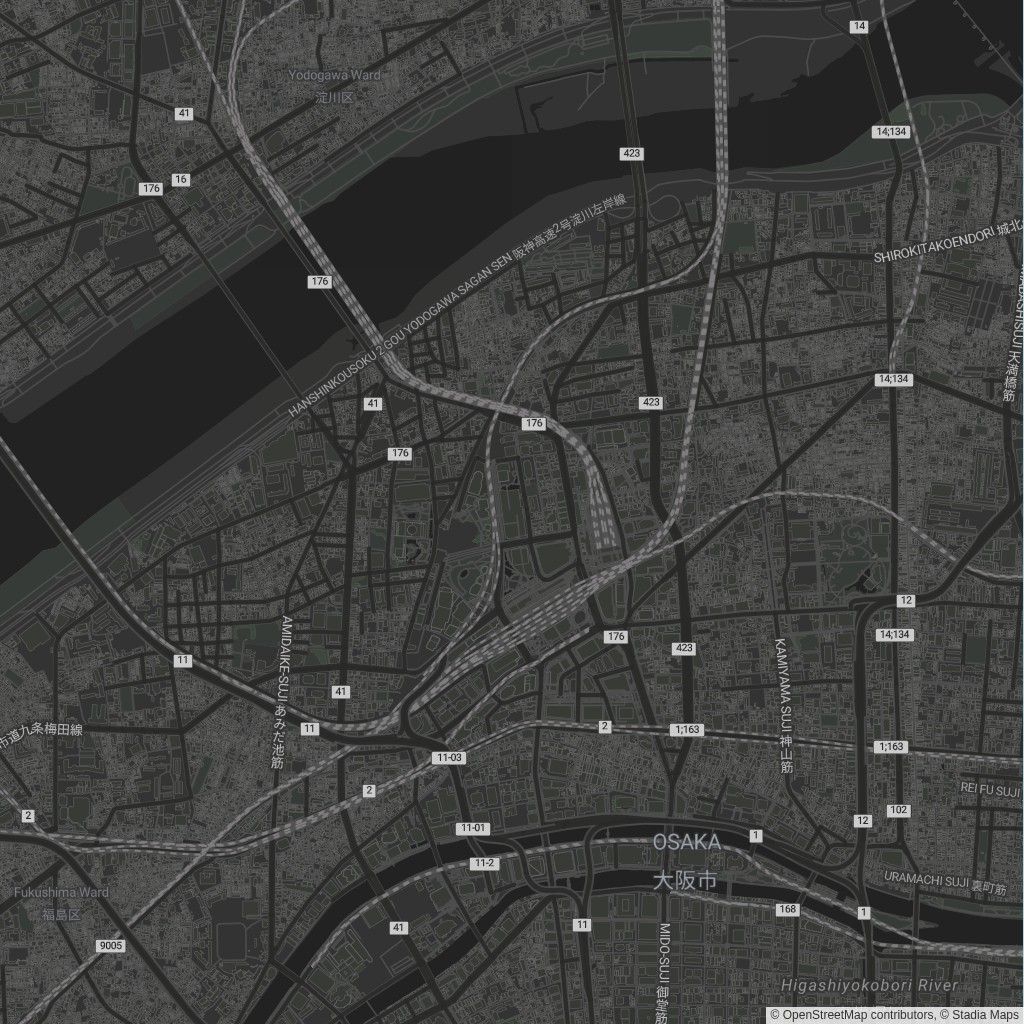 14
Yodogawa Ward
淀川区
41
14;134
423
16
176
HANSHINKOUSOKU 2 GOU YODOGAWA SAGAN SEN 阪神高速2号淀川左岸線
SHIROKITAKOENDORI 城北
176
天満橋筋
14;134
41
423
176
176
12
14;134
176
423
11
AMIDAIKE-SUJI あみだ池筋
KAMIYAMA SUJI 神山筋
41
11
2
1;163
市道九条梅田線
1;163
11-03
2
REI FU SUJI
102
2
12
11-01
1
OSAKA
大阪市
11-2
URAMACHI SUJI 裏町筋
Fukushima Ward
福島区
168
1
41
11
9005
MIDO-SUJI 御堂筋
Higashiyokobori River
© OpenStreetMap contributors, © Stadia Maps